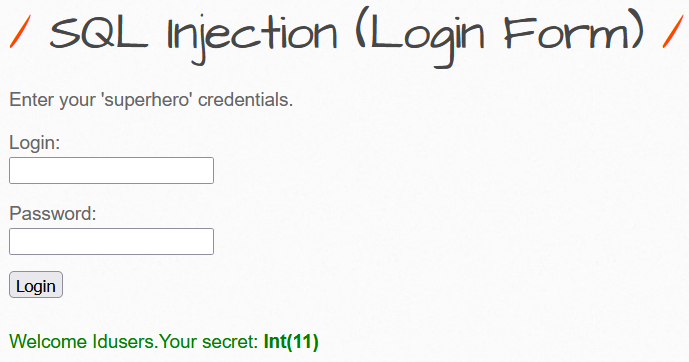 / SQL Injection (Login Form) /
Enter your 'superhero' credentials.
Login:
Password:
Login
Welcome Idusers.Your secret: Int(11)